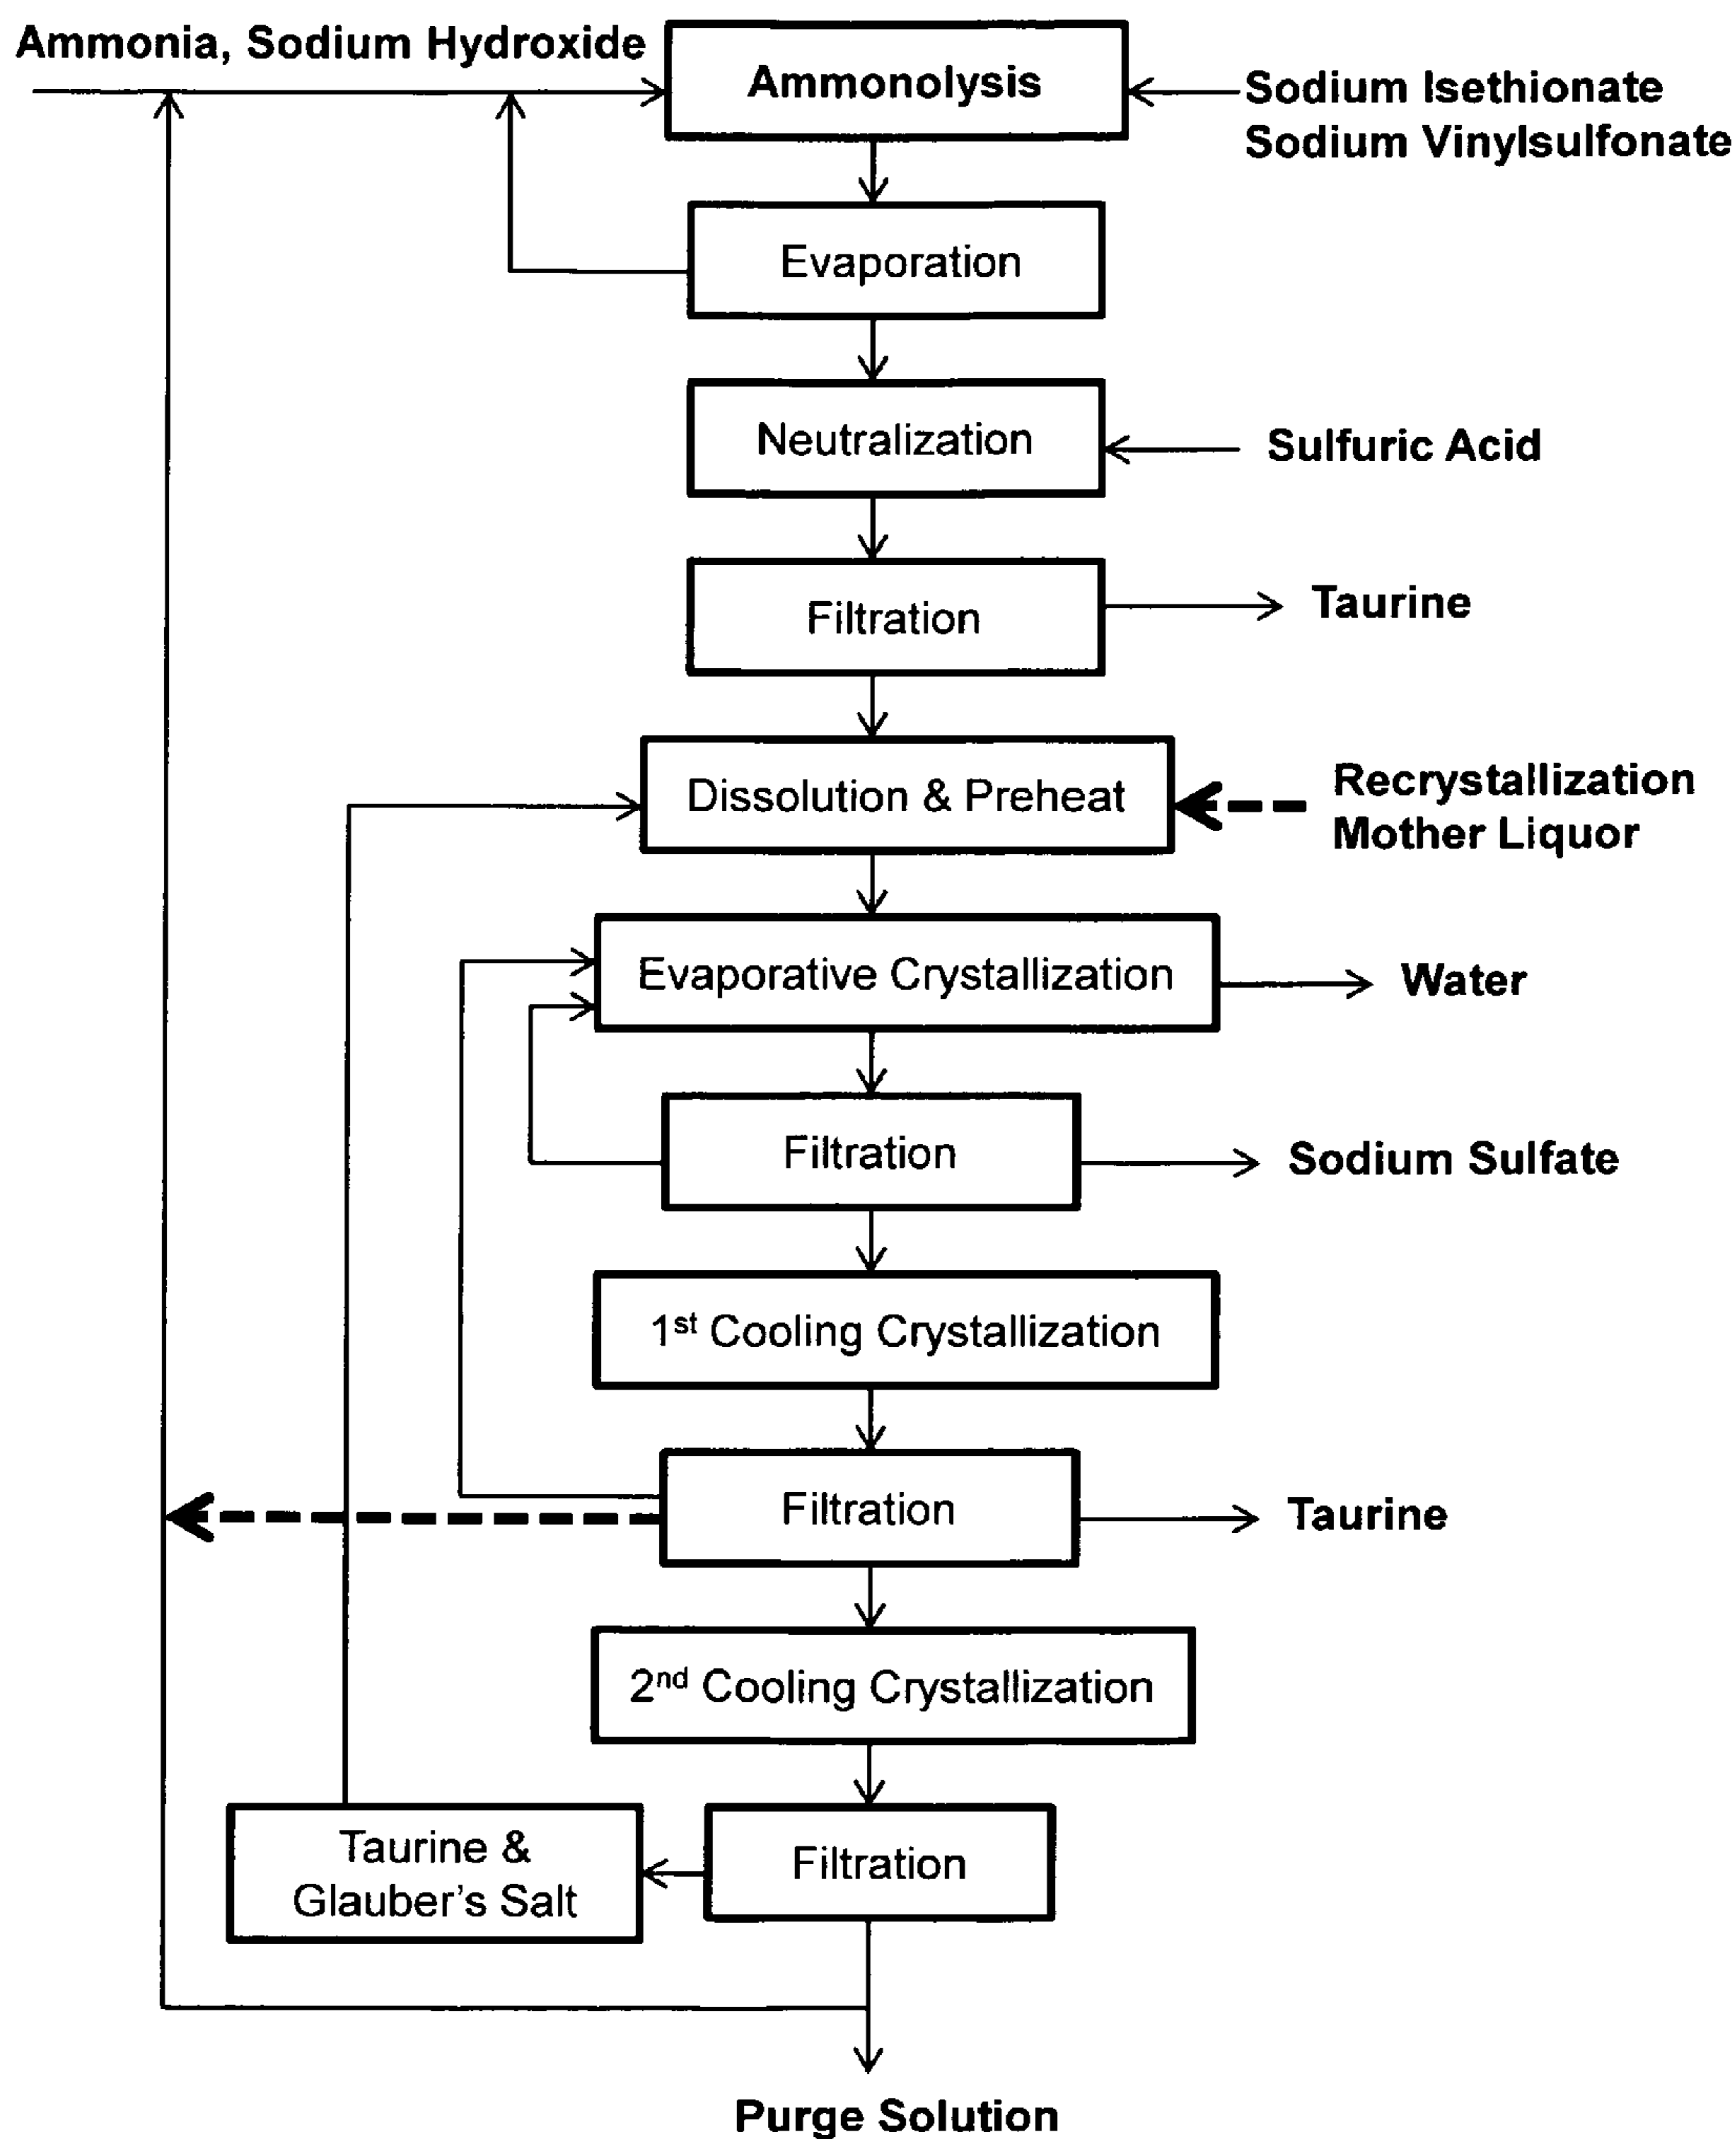 Ammonia, Sodium Hydroxide
Ammonolysis
Sodium Isethionate
Sodium Vinylsulfonate
Evaporation
Neutralization
Sulfuric Acid
Filtration
Taurine
Dissolution & Preheat
Recrystallization
Mother Liquor
Evaporative Crystallization
Water
Filtration
Sodium Sulfate
1st Cooling Crystallization
Filtration
Taurine
2nd Cooling Crystallization
Taurine &
Glauber's Salt
Filtration
Purge Solution